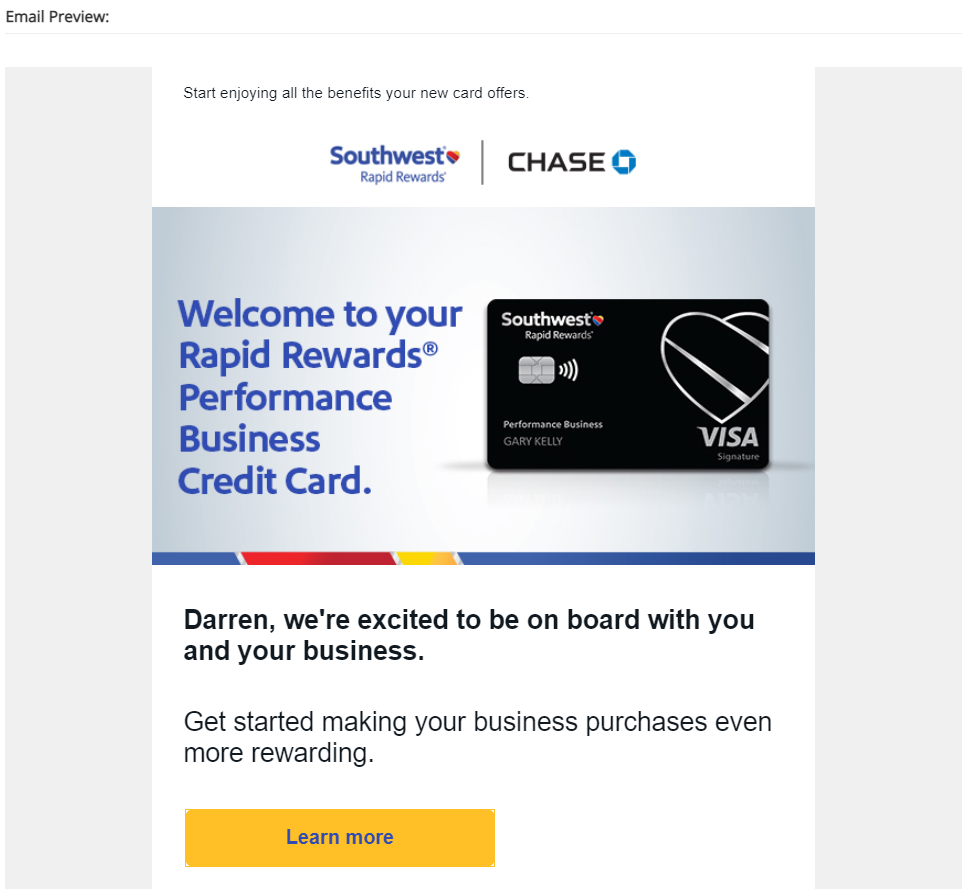 Email Preview:
Start enjoying all the benefits your new card offers.
Southwest®
Rapid Rewards®
CHASE
Welcome to your
Rapid Rewards®
Performance
Business
Credit Card.
Southwest®
Rapid Rewards®
Performance Business
GARY KELLY
VISA
Signature
Darren, we're excited to be on board with you
and your business.
Get started making your business purchases even
more rewarding.
Learn more